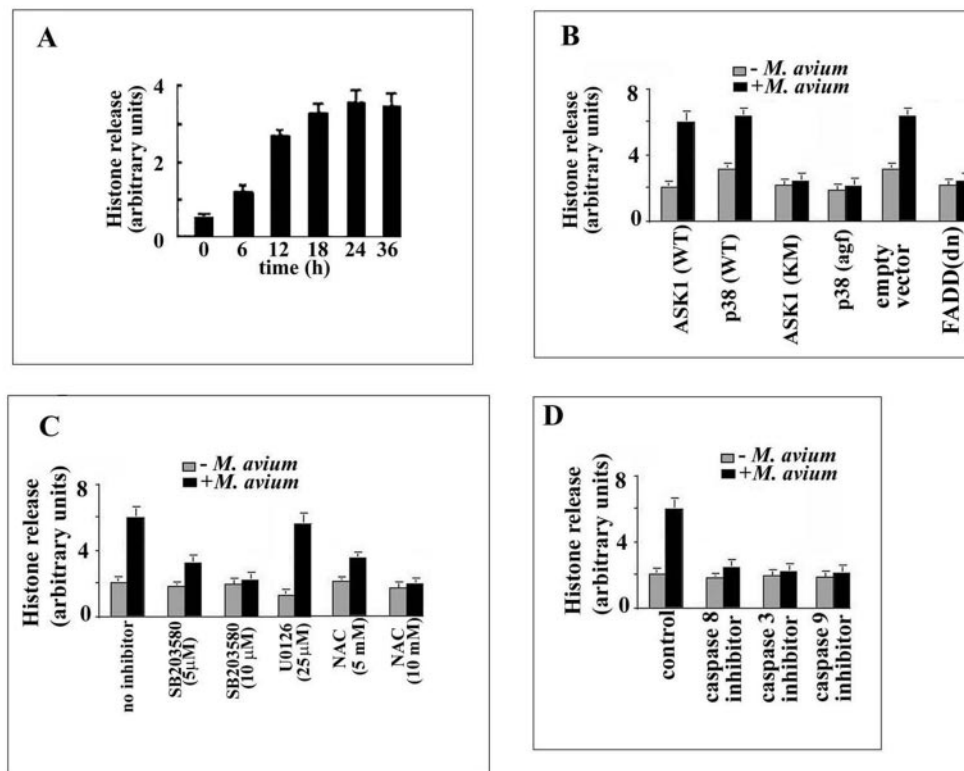 A
Histone release
(arbitrary units)
4
2
0
0 6 12 18 24 36
time (h)
B
- M. avium
+M. avium
Histone release
(arbitrary units)
8
4
0
ASK1 (WT)
p38 (WT)
ASK1 (KM)
p38 (agf)
empty
vector
FADD(dn)
C
- M. avium
+M. avium
Histone release
(arbitrary units)
8
4
0
no inhibitor
SB203580
(5µM)
SB203580
(10 µM)
U0126
(25µM)
NAC
(5 mM)
NAC
(10 mM)
D
- M. avium
+M. avium
Histone release
(arbitrary units)
8
4
0
control
caspase 8
inhibitor
caspase 3
inhibitor
caspase 9
inhibitor